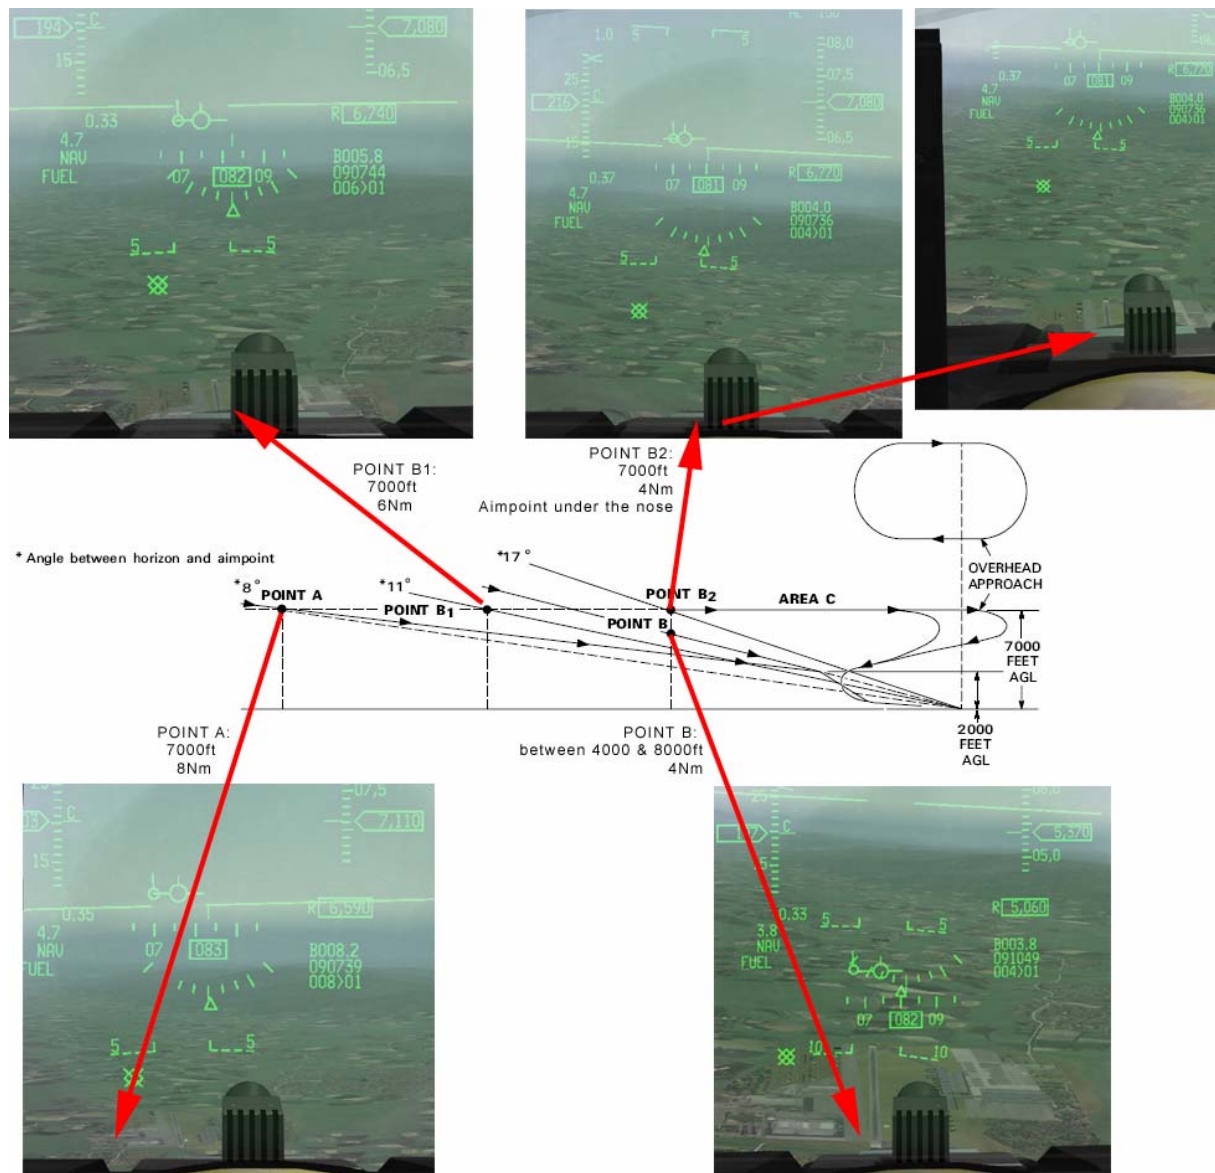 C
194
7,080
15
06,5
R 6,740
0.33
4.7
NAV
FUEL
07 082 09
B005.8
090744
006>01
5 5
1.0
5 5
08,0
25
07,5
216
C
7,080
15
06,5
0.37
R 6,770
4.7
NAV
FUEL
07 081 09
B004.0
090736
004>01
5 5
0.37
07 081 09
R 6,770
4.7
NAV
FUEL
B004.0
090736
004>01
5 5
POINT B1:
7000ft
6Nm
POINT B2:
7000ft
4Nm
Aimpoint under the nose
* Angle between horizon and aimpoint
*8°
POINT A
*11°
POINT B1
*17°
POINT B2
POINT B
AREA C
OVERHEAD
APPROACH
7000
FEET
AGL
2000
FEET
AGL
POINT A:
7000ft
8Nm
POINT B:
between 4000 & 8000ft
4Nm
07,5
C
7,110
15
0.35
R 6,590
4.7
NAV
FUEL
07 083
B008.2
090739
008>01
5 5
25
C
5,370
05,0
0.33
R 5,060
3.8
NAV
FUEL
5 5
B003.8
091049
004>01
07 082 09
10 10